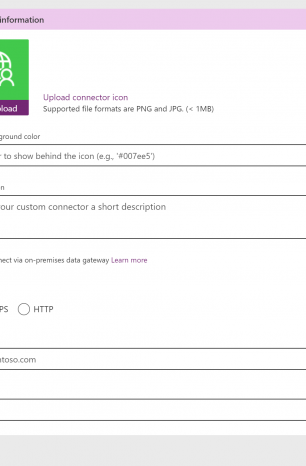 information
load
Upload connector icon
Supported file formats are PNG and JPG. (< 1MB)
ground color
r to show behind the icon (e.g., '#007ee5')
n
our custom connector a short description
nect via on-premises data gateway Learn more
PS HTTP
ntoso.com